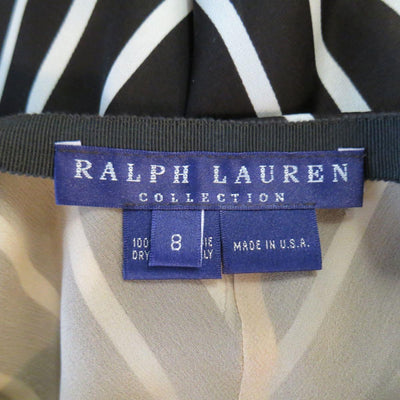 RALPH LAUREN
COLLECTION
100
DRY
8
MADE IN U.S.A.